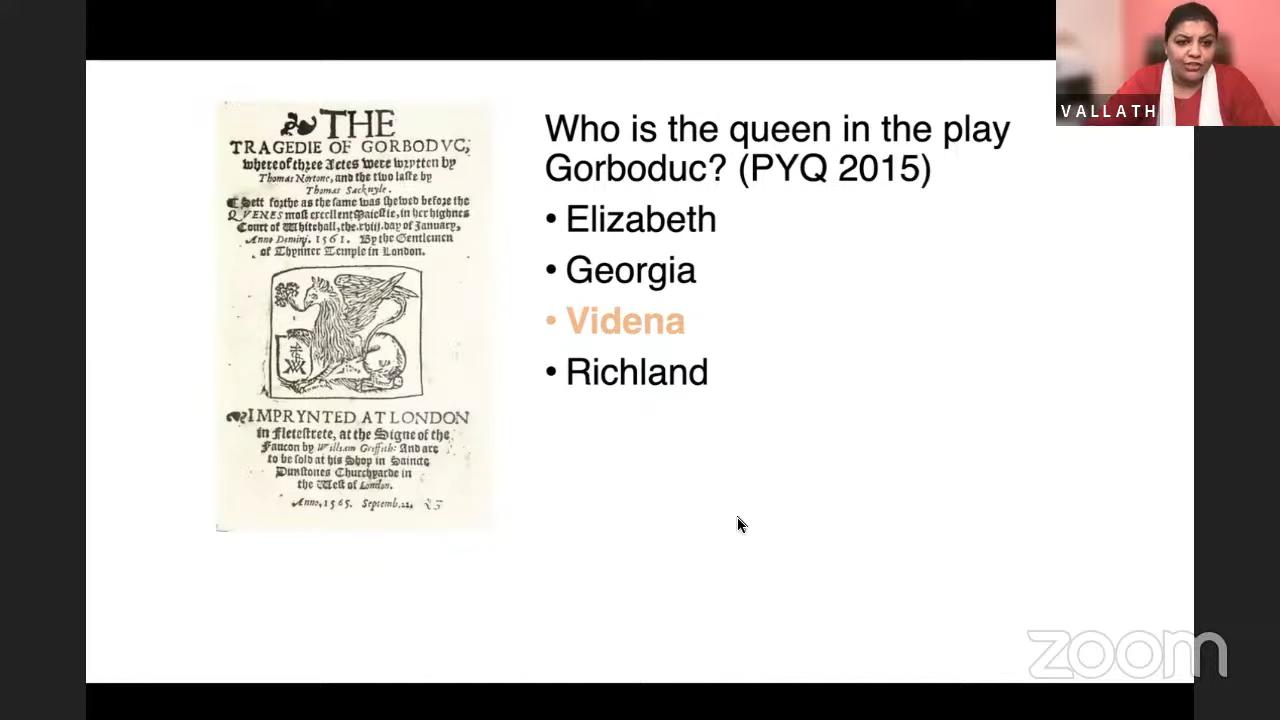 THE
TRAGEDIE OF GORBODVC,
where of three Actes were wrytten by
Thomas Nortone, and the two laste by
Thomas Sackuyle.
Sett forthe as the same was shewed before the
QVENES most excellent Maiestie, in her highnes
Court of Whitehall, the .xviii. day of January,
Anno Domini. 1561. By the Gentlemen
of Thynner Temple in London.
IMPRYNTED AT LONDON
in Fletestrete, at the Signe of the
Faucon by William Griffith: And are
to be sold at his Shop in Saincte
Dunstones Churchyarde in
the West of London.
Anno, 1565. Septemb. 22.
Who is the queen in the play
Gorboduc? (PYQ 2015)
• Elizabeth
• Georgia
• Videna
• Richland
VALLATH
zoom